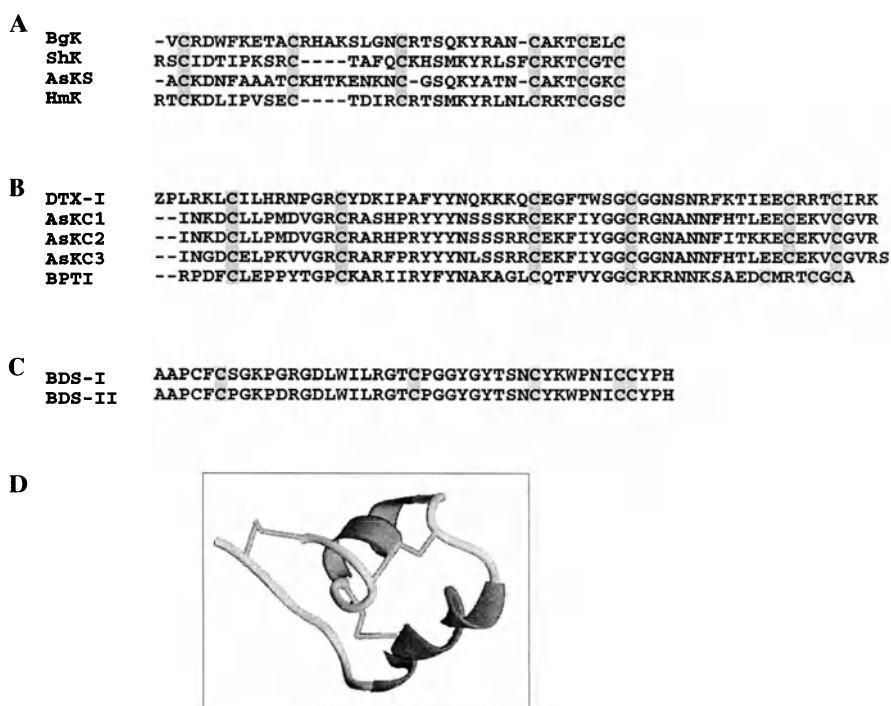 A
BgK -VCRDWFKETACRHAKSLGNCRTSQKYRAN-CAKTCELC
ShK RSCIDTIPKSRC----TAFQCKHSMKYRLSFCRKTCGTC
AsKS -ACKDNFAAATCKHTKENKNC-GSQKYATN-CAKTCGKC
HmK RTCKDLIPVSEC----TDIRCRTSMKYRLNLCRKTCGSC
B
DTX-I ZPLRKLCILHRNPGRCYDKIPAFYYNQKKKQCEGFTWSGCGGNSNRFKTIEECRRTCIRK
AsKC1 --INKDCLLPMDVGRCRASHPRYYYNSSSKRCEKFIYGGCRGNANNFHTLEECEKVCGVR
AsKC2 --INKDCLLPMDVGRCRARHPRYYYNSSSRRCEKFIYGGCRGNANNFITKKECEKVCGVR
AsKC3 --INGDCELPKVVGRCRARFPRYYYNLSSRRCEKFIYGGCGGNANNFHTLEECEKVCGVRS
BPTI --RPDFCLEPPYTGPCKARIIRYFYNAKAGLCQTFVYGGCRKRNNKSAEDCMRTCGCA
C
BDS-I AAPCFCSGKPGRGDLWILRGTCPGGYGYTSNCYKWPNICCYPH
BDS-II AAPCFCPGKPDRGDLWILRGTCPGGYGYTSNCYKWPNICCYPH
D